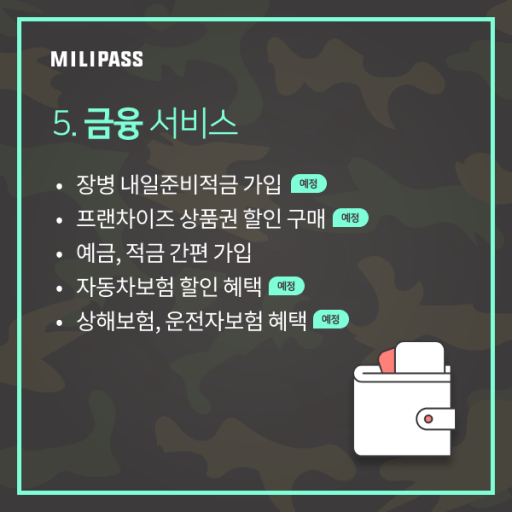 MILIPASS
5. 금융 서비스
• 장병 내일준비적금 가입 예정
• 프랜차이즈 상품권 할인 구매 예정
• 예금, 적금 간편 가입
• 자동차보험 할인 혜택 예정
• 상해보험, 운전자보험 혜택 예정